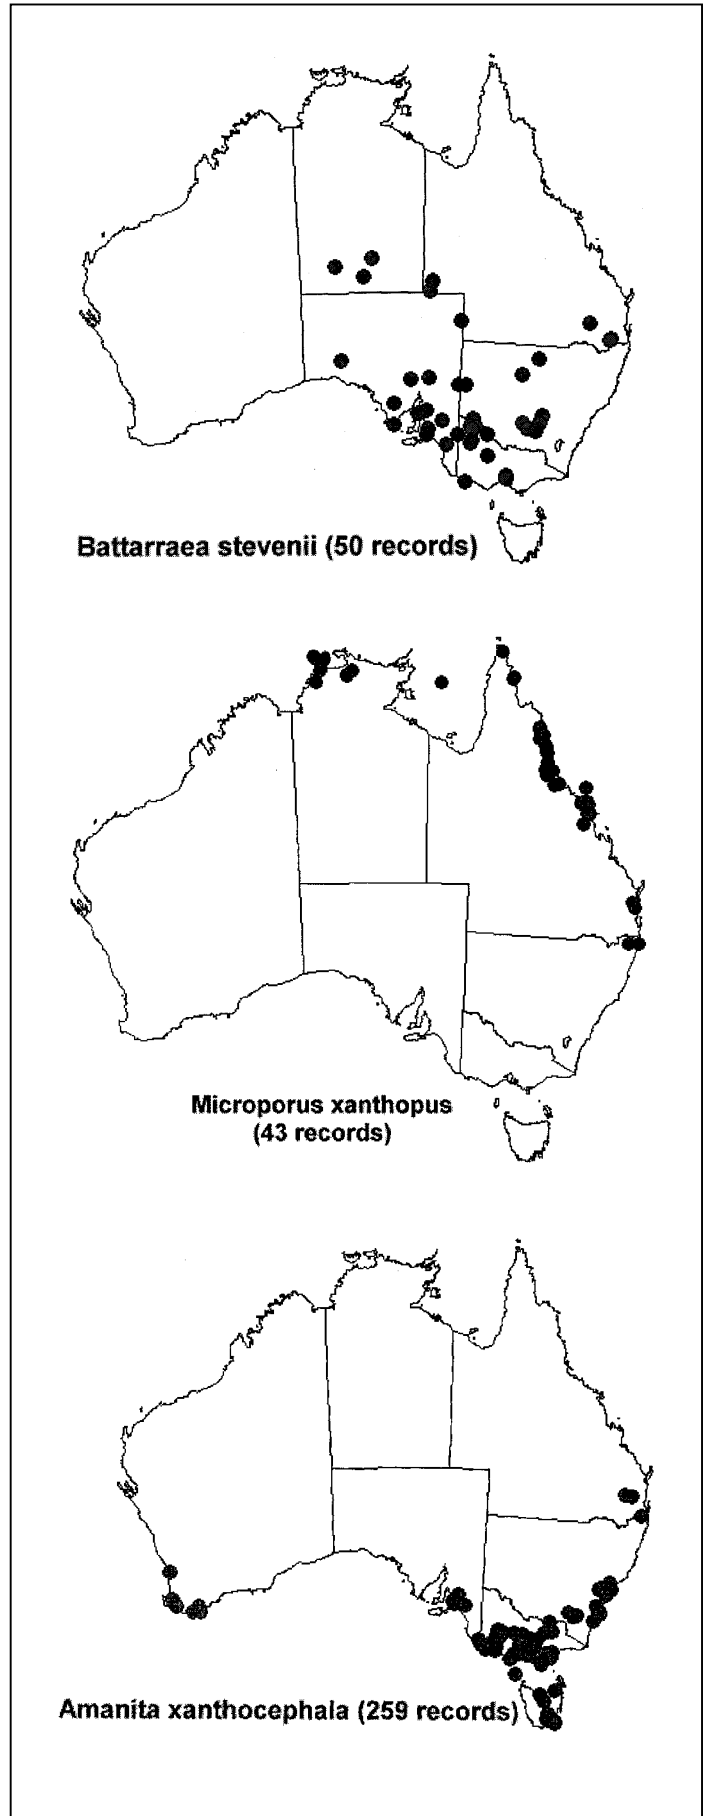 Battarraea stevenii (50 records)
Microporus xanthopus
(43 records)
Amanita xanthocephala (259 records)